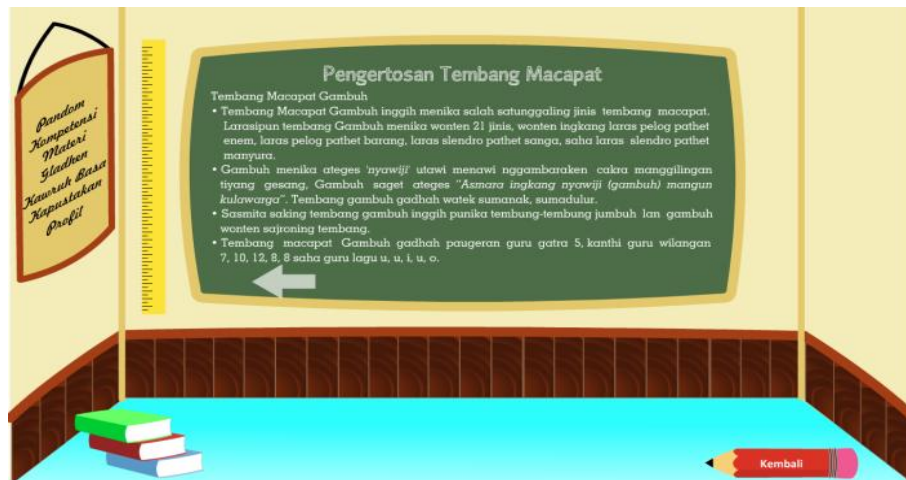 Pandom
Kompetensi
Materi
Gladhen
Kawruh Basa
Kapustakan
Profil
Pengertosan Tembang Macapat
Tembang Macapat Gambuh
• Tembang Macapat Gambuh inggih menika salah satunggaling jinis tembang macapat.
Larasipun tembang Gambuh menika wonten 21 jinis, wonten ingkang laras pelog pathet
enem, laras pelog pathet barang, laras slendro pathet sanga, saha laras slendro pathet
manyura.
• Gambuh menika ateges 'nyawiji' utawi menawi nggambaraken cakra manggilingan
tiyang gesang, Gambuh saget ateges "Asmara ingkang nyawiji (gambuh) mangun
kulawarga". Tembang gambuh gadhah watek sumanak, sumadulur.
• Sasmita saking tembang gambuh inggih punika tembung-tembung jumbuh lan gambuh
wonten sajroning tembang.
• Tembang macapat Gambuh gadhah paugeran guru gatra 5, kanthi guru wilangan
7, 10, 12, 8, 8 saha guru lagu u, u, i, u, o.
Kembali